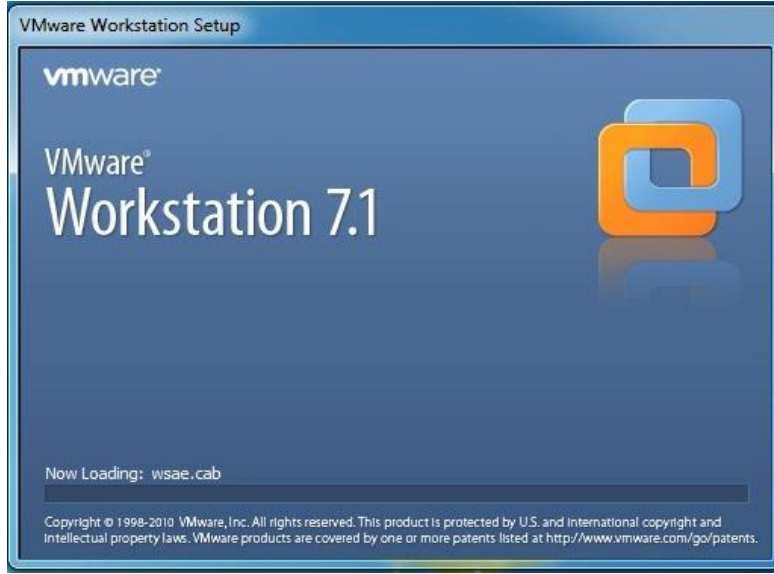 VMware Workstation Setup
vmware®
VMware®
Workstation 7.1
Now Loading: wsae.cab
Copyright © 1998-2010 VMware, Inc. All rights reserved. This product is protected by U.S. and international copyright and
intellectual property laws. VMware products are covered by one or more patents listed at http://www.vmware.com/go/patents.